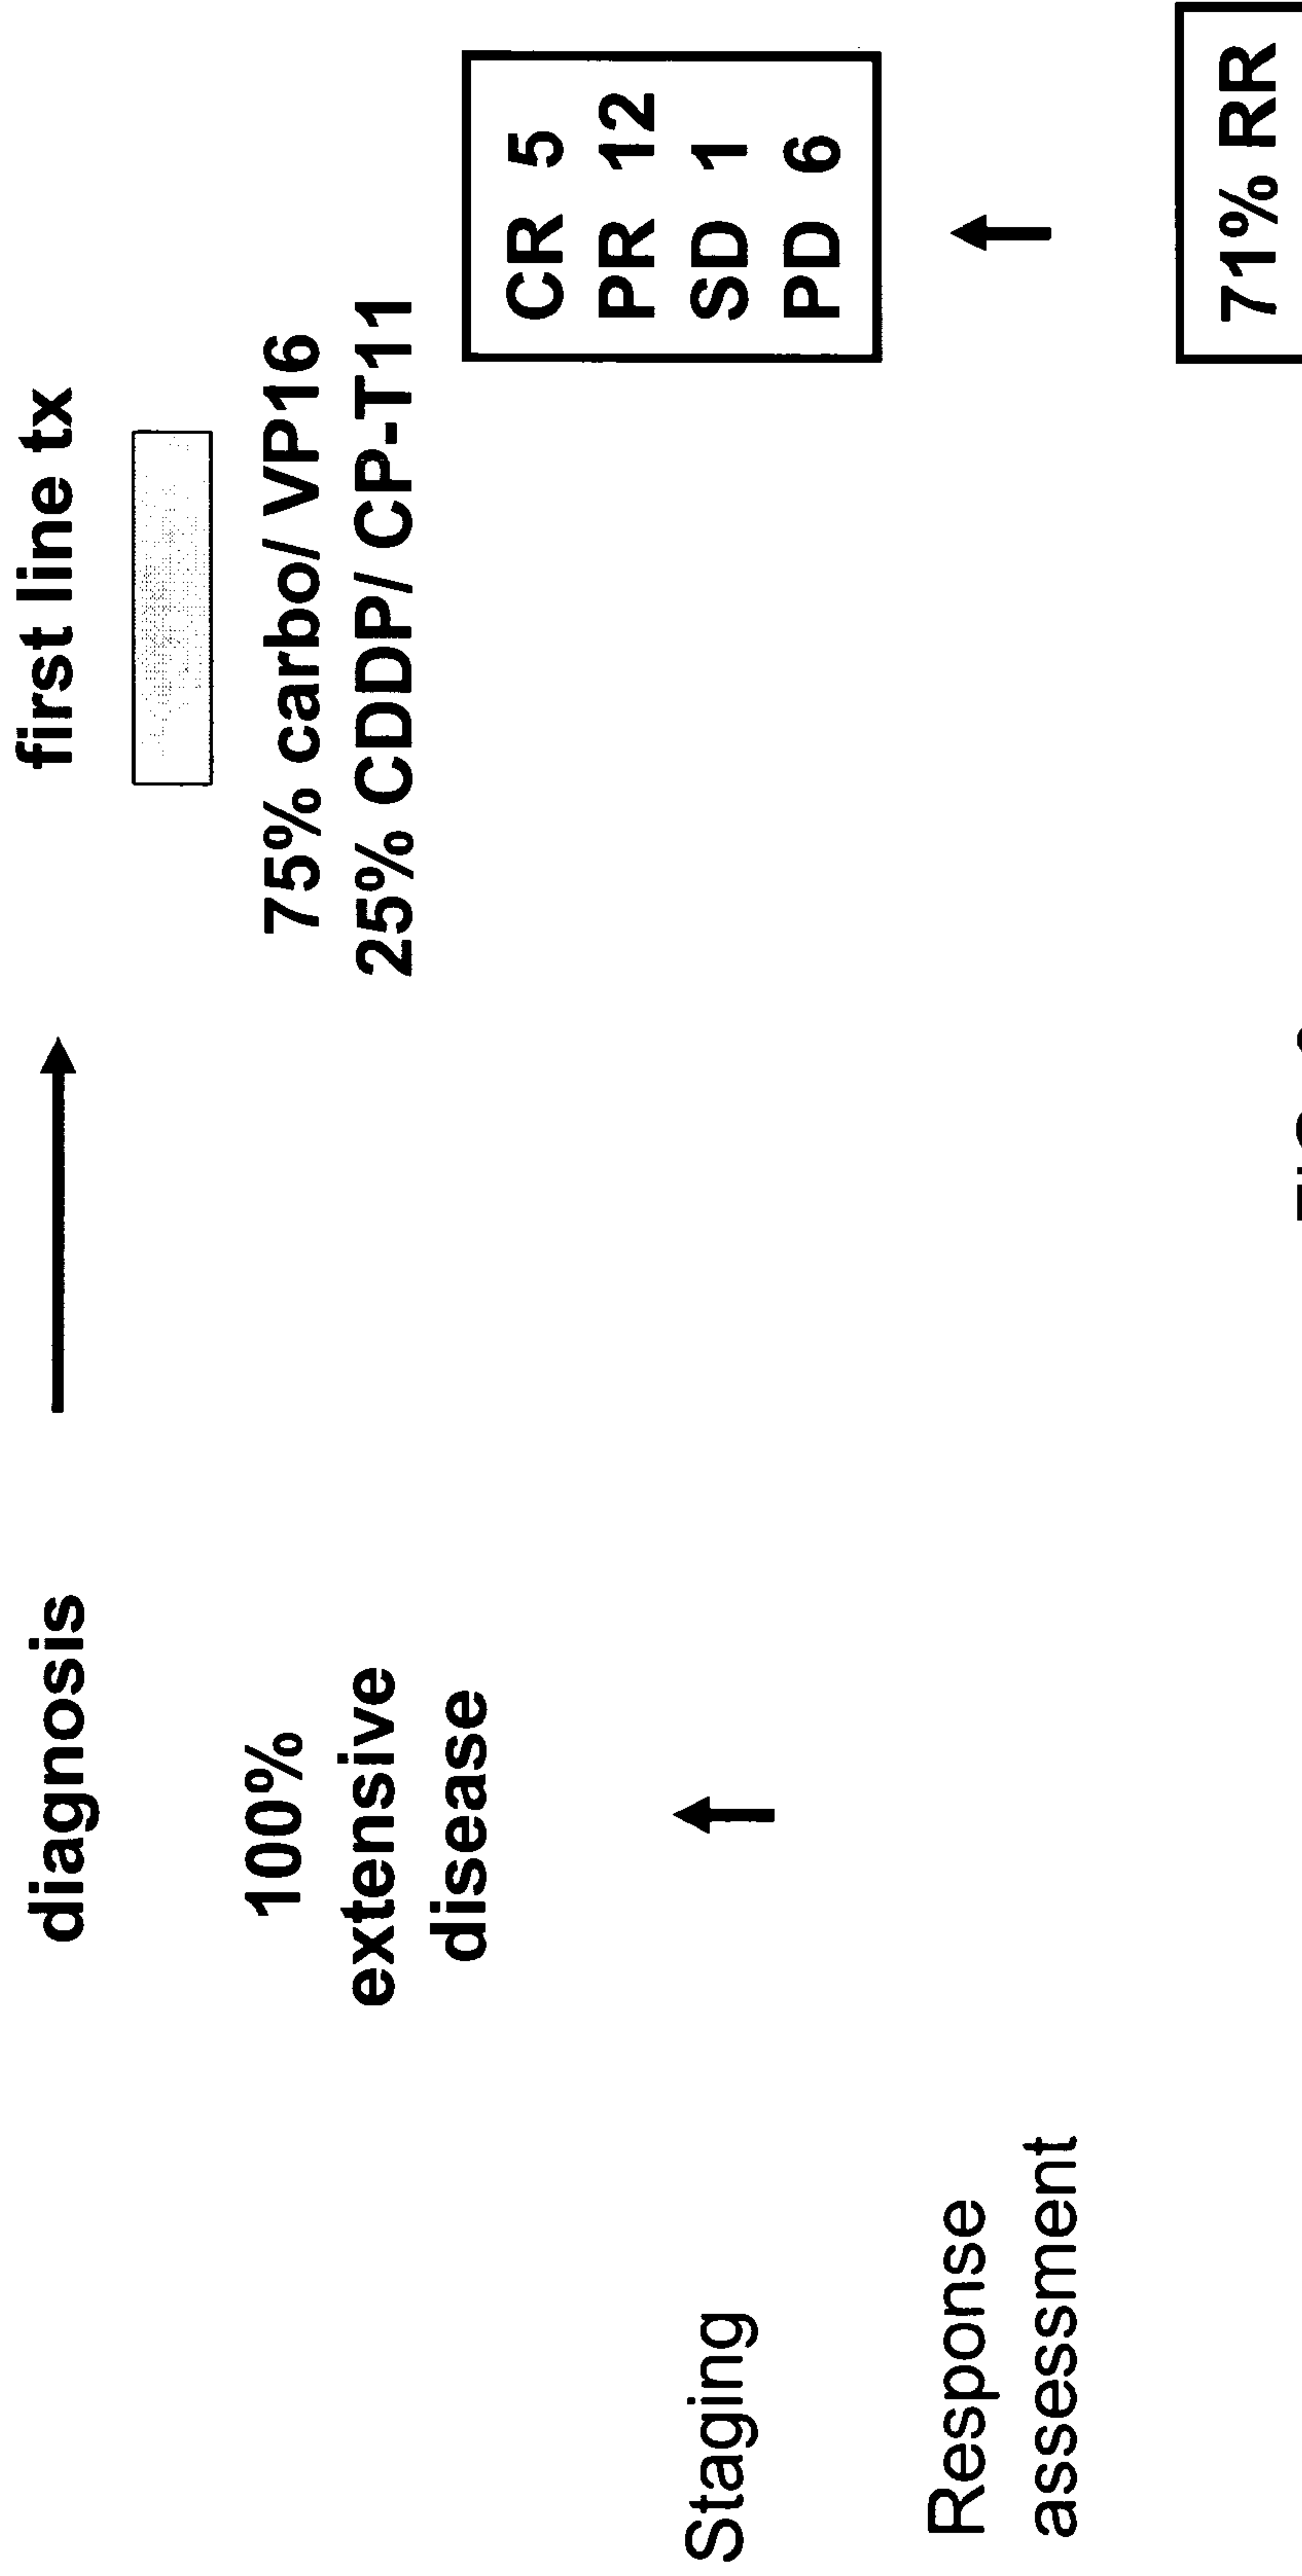 diagnosis
first line tx
100%
extensive
disease
75% carbo/ VP16
25% CDDP/ CP-T11
Staging
CR 5
PR 12
SD 1
PD 6
Response
assessment
71% RR